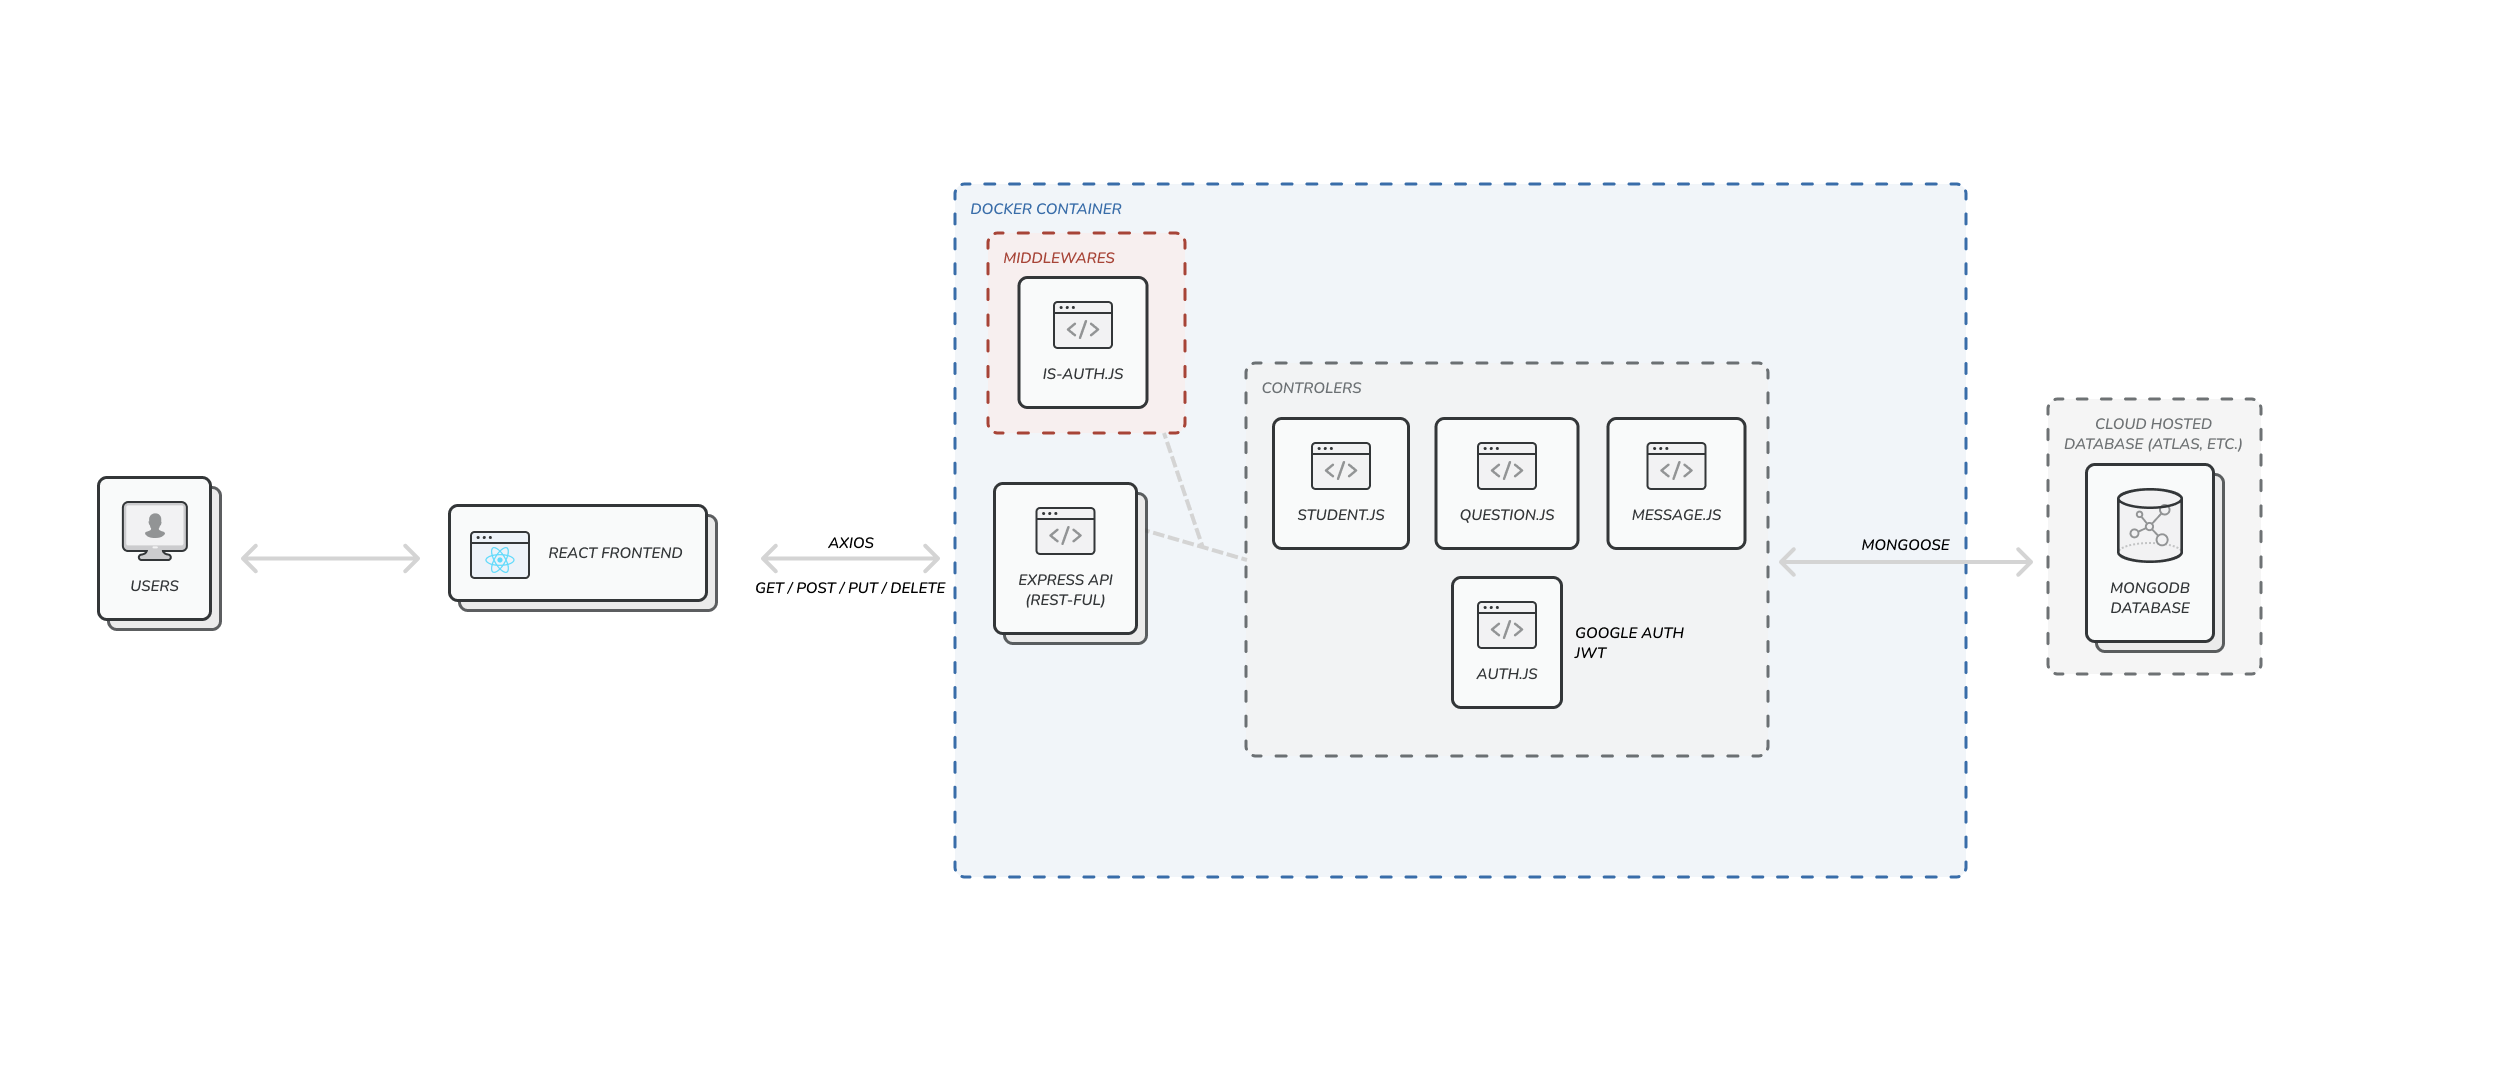 USERS
REACT FRONTEND
AXIOS
GET / POST / PUT / DELETE
DOCKER CONTAINER
MIDDLEWARES
IS-AUTH.JS
EXPRESS API
(REST-FUL)
CONTROLERS
STUDENT.JS
QUESTION.JS
MESSAGE.JS
AUTH.JS
GOOGLE AUTH
JWT
MONGOOSE
CLOUD HOSTED
DATABASE (ATLAS, ETC.)
MONGODB
DATABASE